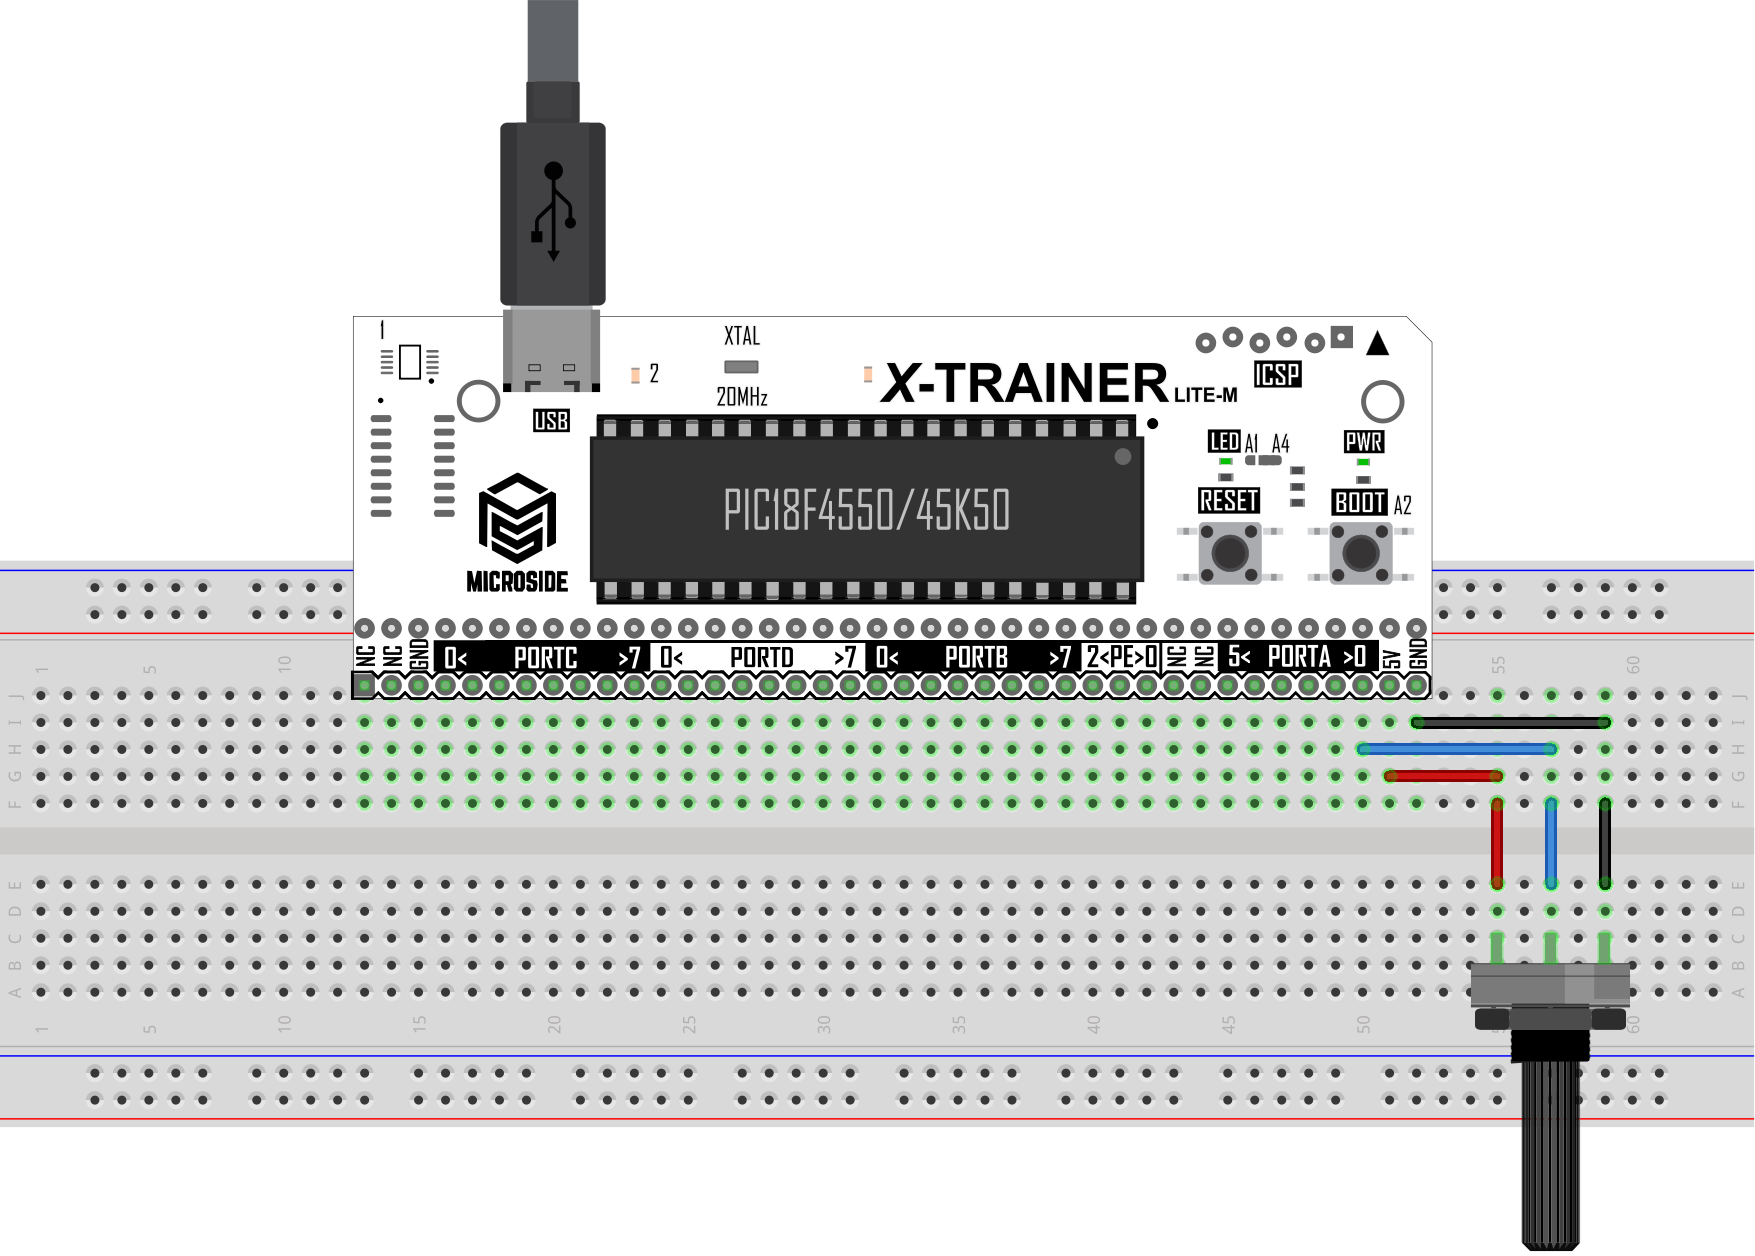 1
XTAL
2
20MHz
X-TRAINER LITE-M
ICSP
USB
LED A1 A4 PWR
RESET BOOT A2
PIC18F4550/45K50
MICROSIDE
NC NC GND 0< PORTC >7 0< PORTD >7 0< PORTB >7 2<PE>0 NC NC 5< PORTA >0 5V GND
1 5 10 55 60
J J
I I
H H
G G
F F
E E
D D
C C
B B
A A
1 5 10 15 20 25 30 35 40 45 50 60